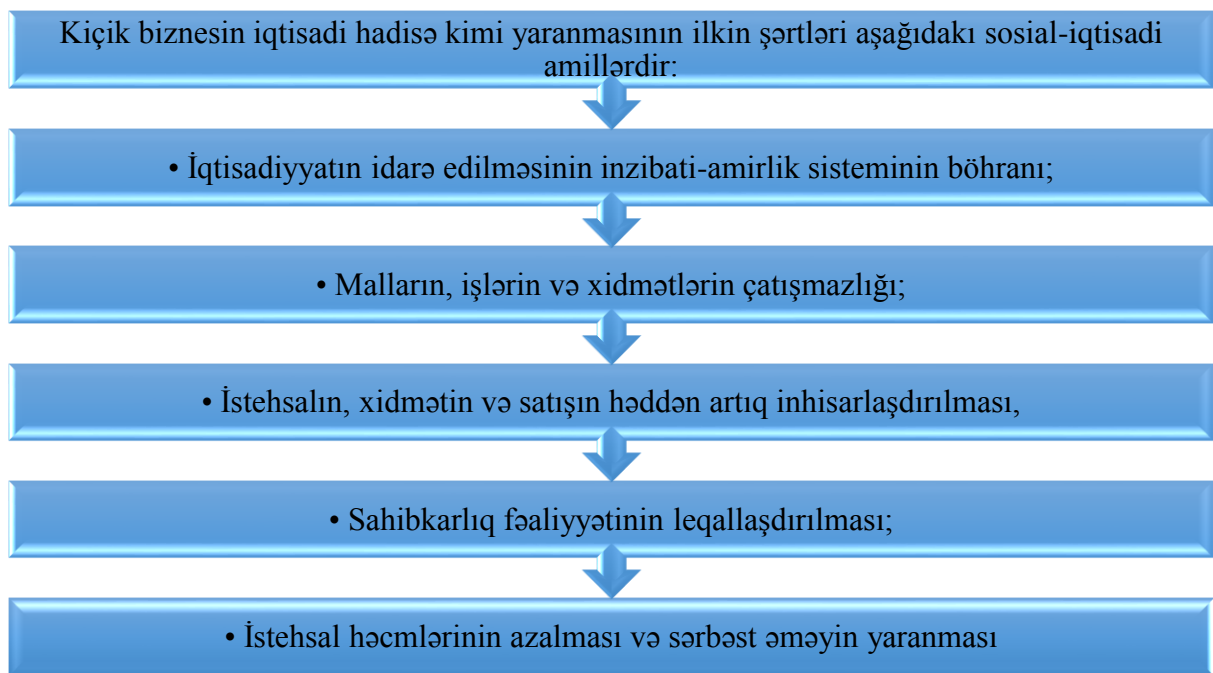 Kiçik biznesin iqtisadi hadisə kimi yaranmasının ilkin şərtləri aşağıdakı sosial-iqtisadi
amillərdir:
• İqtisadiyyatın idarə edilməsinin inzibati-amirlik sisteminin böhranı;
• Malların, işlərin və xidmətlərin çatışmazlığı;
• İstehsalın, xidmətin və satışın həddən artıq inhisarlaşdırılması,
• Sahibkarlıq fəaliyyətinin leqallaşdırılması;
• İstehsal həcmlərinin azalması və sərbəst əməyin yaranması